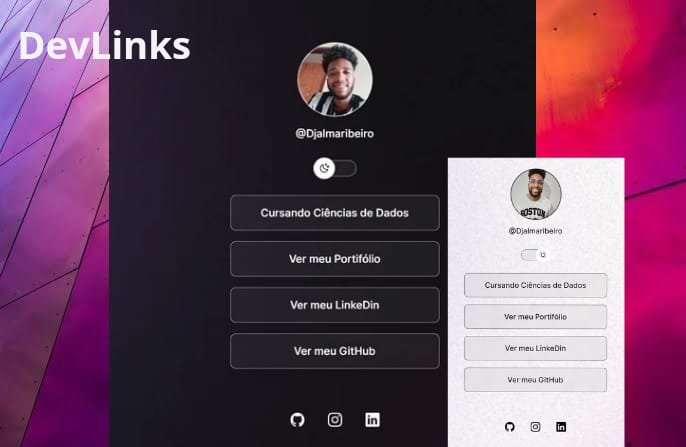 DevLinks
@Djalmaribeiro
Cursando Ciências de Dados
Ver meu Portifólio
Ver meu LinkeDin
Ver meu GitHub
BOSTON
@Djalmaribeiro
Cursando Ciências de Dados
Ver meu Portifólio
Ver meu LinkeDin
Ver meu GitHub